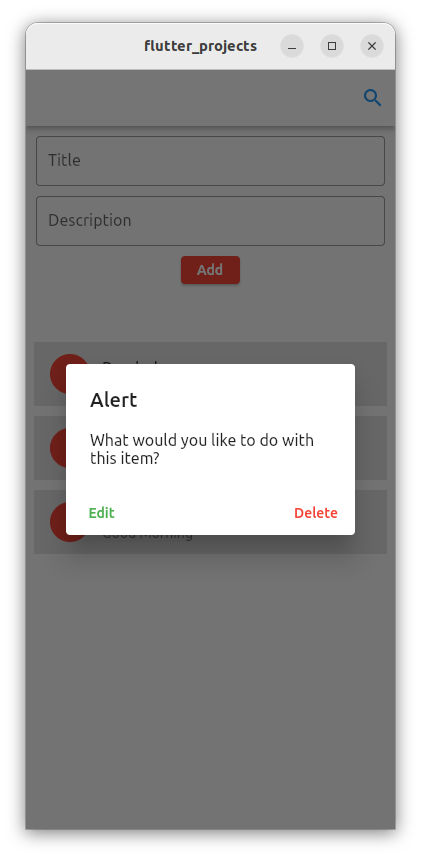 flutter_projects
Title
Description
Add
Alert
What would you like to do with
this item?
Edit
Delete
Good Morning